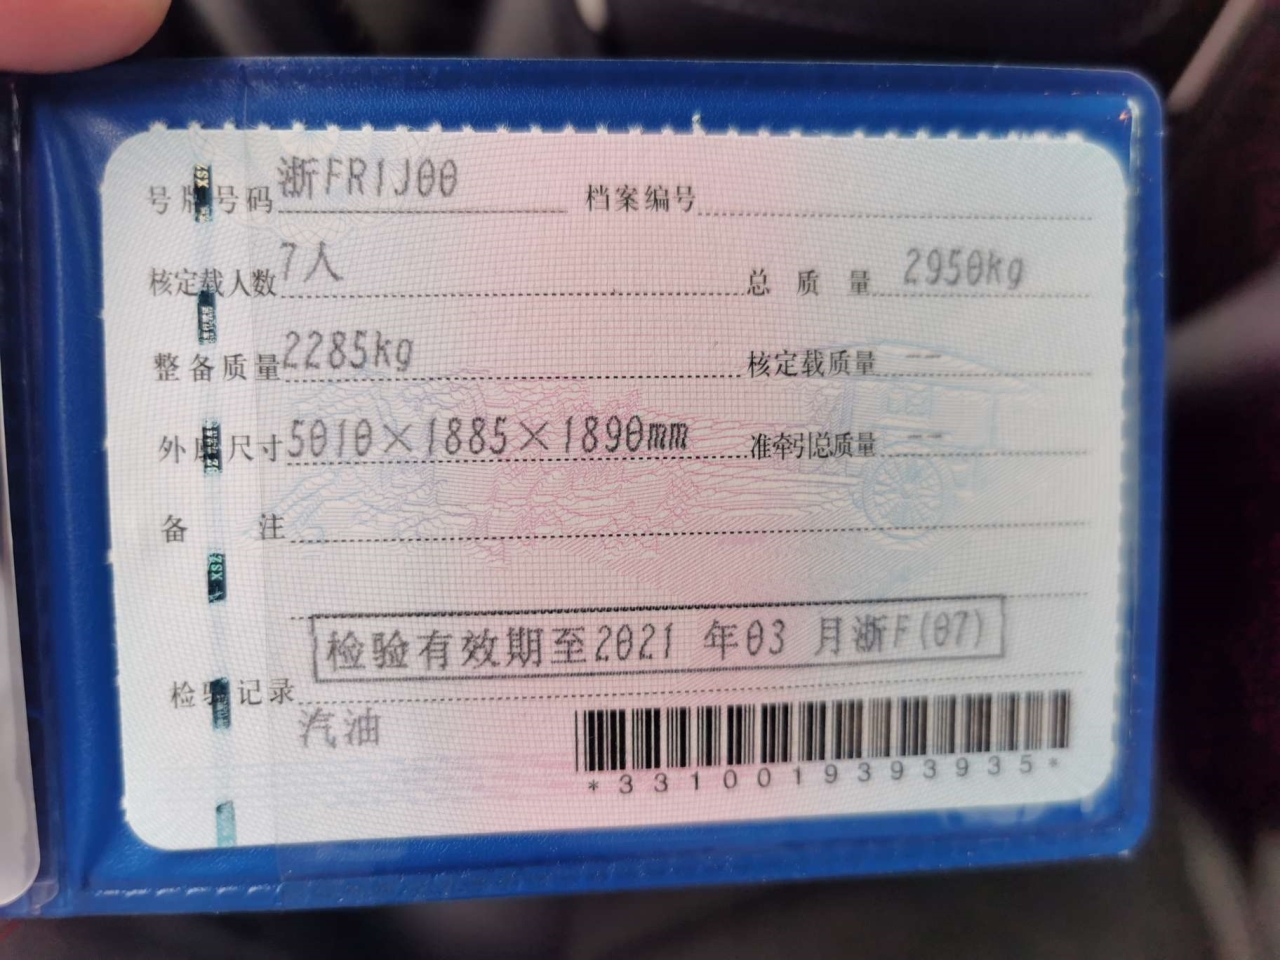 号牌号码 浙FR1J00 档案编号
核定载人数 7人 总质量 2950kg
整备质量 2285kg 核定载质量 --
外廓尺寸 5010×1885×1890mm 准牵引总质量 --
备注
检验有效期至2021 年03 月浙F(07)
检验记录
汽油
*3310019393935*